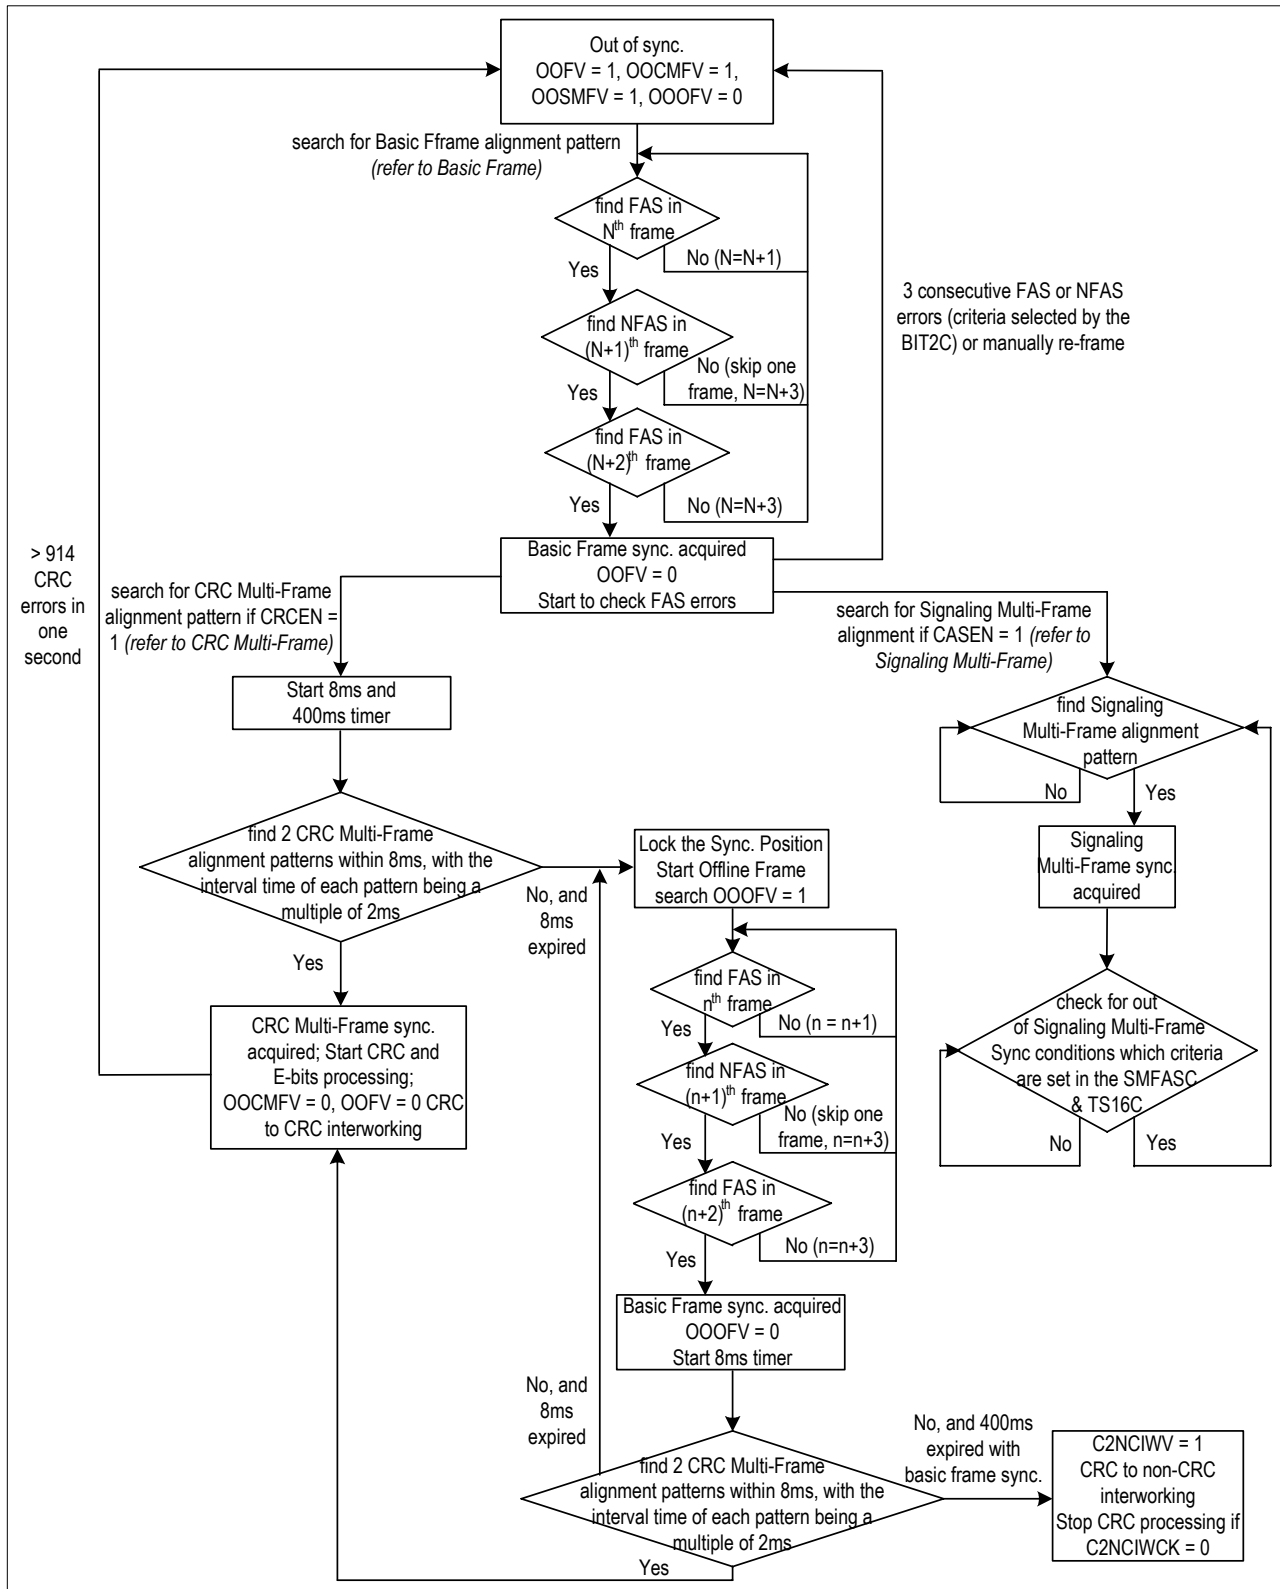 Out of sync.
OOFV = 1, OOCMFV = 1,
OOSMFV = 1, OOOFV = 0
search for Basic Fframe alignment pattern
(refer to Basic Frame)
find FAS in
Nth frame
No (N=N+1)
Yes
find NFAS in
(N+1)th frame
No (skip one
frame, N=N+3)
Yes
find FAS in
(N+2)th frame
No (N=N+3)
Yes
3 consecutive FAS or NFAS
errors (criteria selected by the
BIT2C) or manually re-frame
Basic Frame sync. acquired
OOFV = 0
Start to check FAS errors
> 914
CRC
errors in
one
second
search for CRC Multi-Frame
alignment pattern if CRCEN =
1 (refer to CRC Multi-Frame)
search for Signaling Multi-Frame
alignment if CASEN = 1 (refer to
Signaling Multi-Frame)
Start 8ms and
400ms timer
find Signaling
Multi-Frame alignment
pattern
No
Yes
find 2 CRC Multi-Frame
alignment patterns within 8ms, with the
interval time of each pattern being a
multiple of 2ms
No, and
8ms
expired
Yes
Lock the Sync. Position
Start Offline Frame
search OOOFV = 1
Signaling
Multi-Frame sync.
acquired
find FAS in
nth frame
No (n = n+1)
Yes
check for out
of Signaling Multi-Frame
Sync conditions which criteria
are set in the SMFASC
& TS16C
No
Yes
CRC Multi-Frame sync.
acquired; Start CRC and
E-bits processing;
OOCMFV = 0, OOFV = 0 CRC
to CRC interworking
find NFAS in
(n+1)th frame
No (skip one
frame, n=n+3)
Yes
find FAS in
(n+2)th frame
No (n=n+3)
Yes
Basic Frame sync. acquired
OOOFV = 0
Start 8ms timer
No, and
8ms
expired
find 2 CRC Multi-Frame
alignment patterns within 8ms, with the
interval time of each pattern being a
multiple of 2ms
Yes
No, and 400ms
expired with
basic frame sync.
C2NCIWV = 1
CRC to non-CRC
interworking
Stop CRC processing if
C2NCIWCK = 0